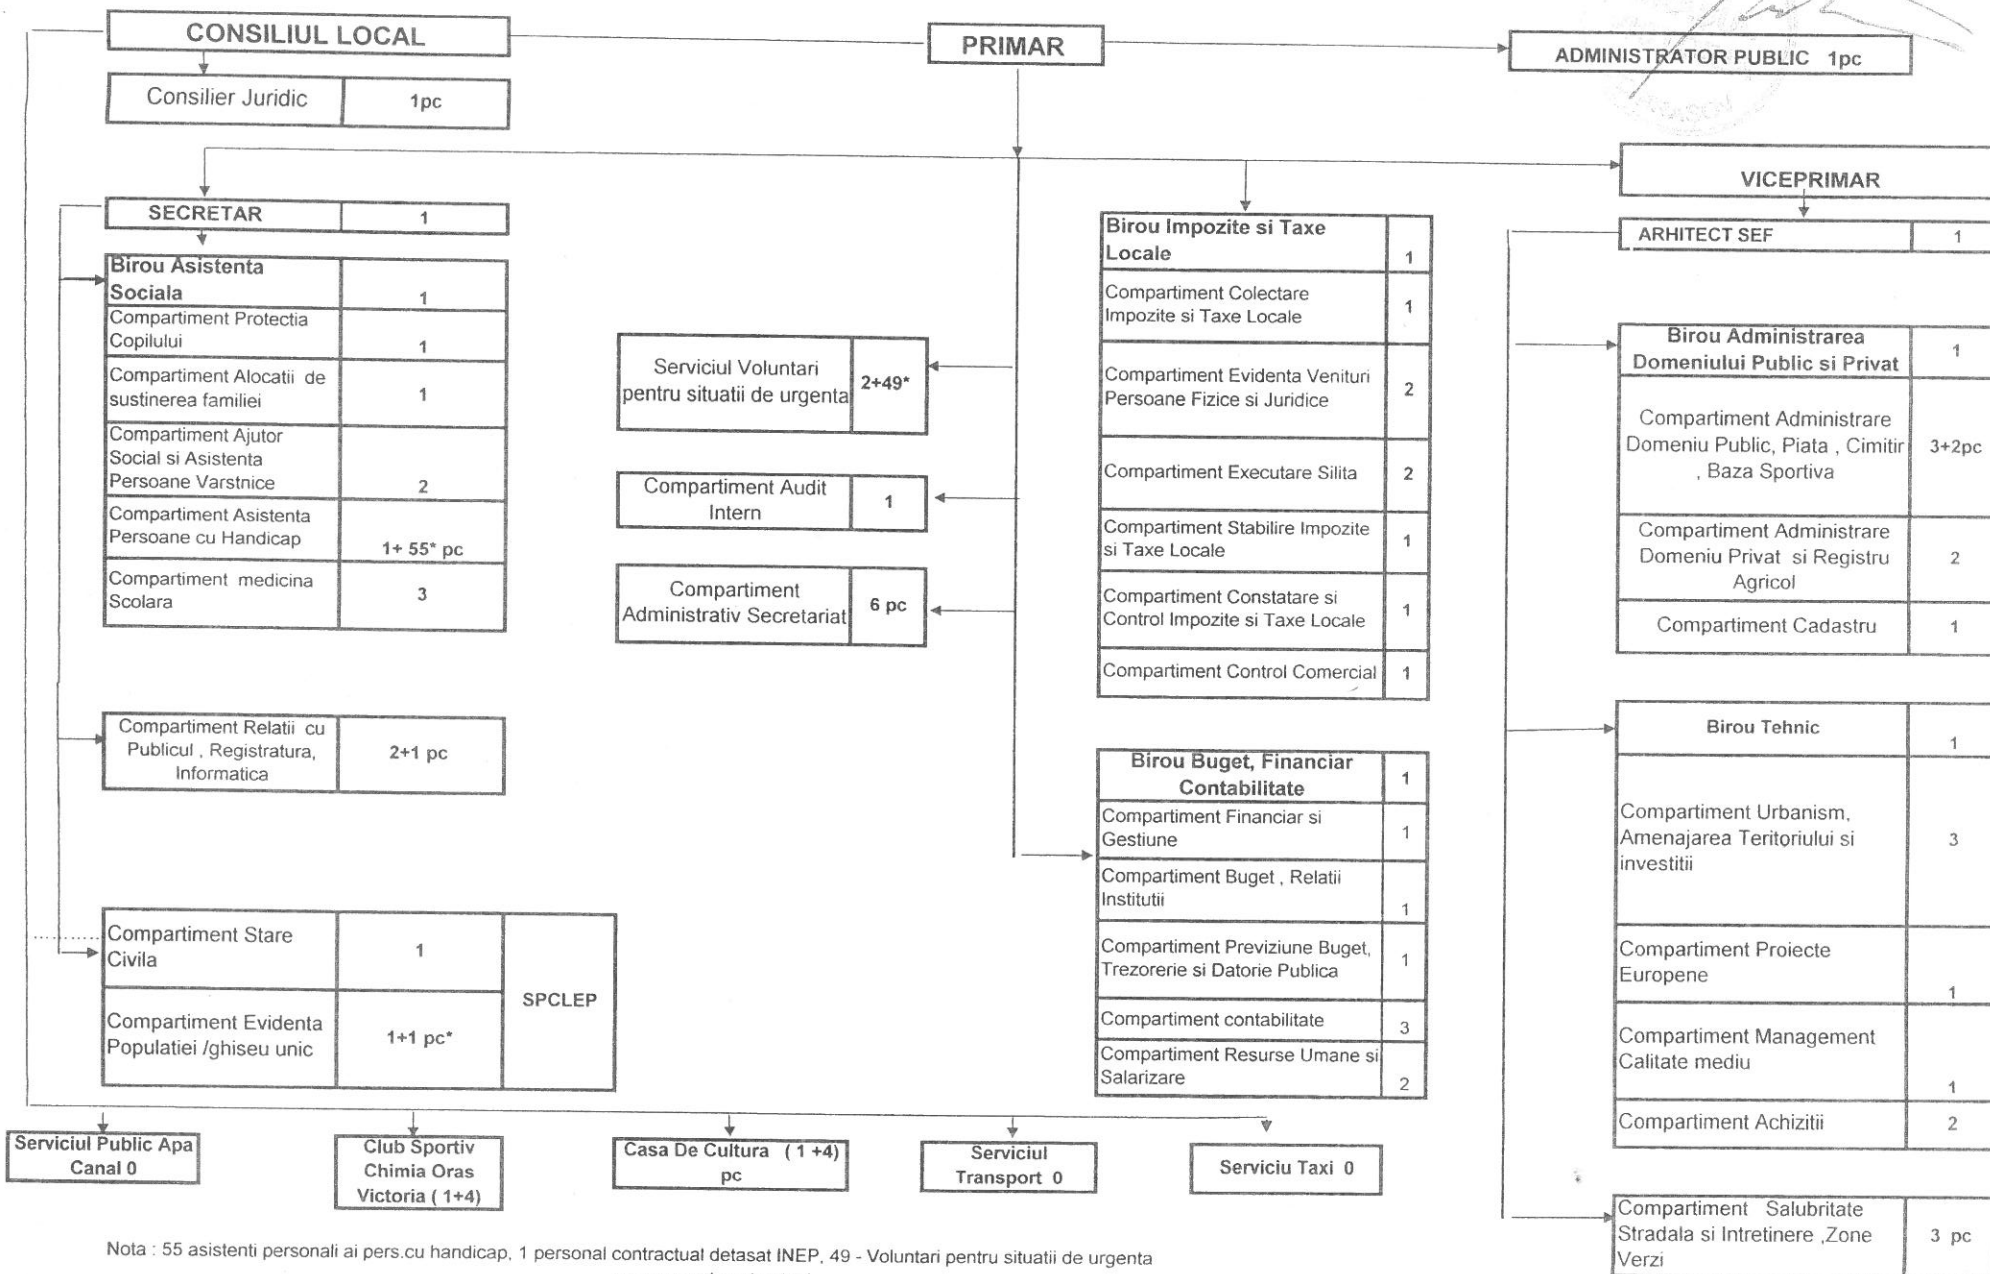 CONSILIUL LOCAL
PRIMAR
ADMINISTRATOR PUBLIC 1pc
Consilier Juridic 1pc
VICEPRIMAR
SECRETAR 1
ARHITECT SEF 1
Birou Asistenta
Sociala 1
Compartiment Protectia
Copilului 1
Compartiment Alocatii de
sustinerea familiei 1
Compartiment Ajutor
Social si Asistenta
Persoane Varstnice 2
Compartiment Asistenta
Persoane cu Handicap 1+ 55* pc
Compartiment medicina
Scolara 3
Compartiment Relatii cu
Publicul , Registratura,
Informatica 2+1 pc
Compartiment Stare
Civila 1
Compartiment Evidenta
Populatiei /ghiseu unic 1+1 pc*
SPCLEP
Serviciul Voluntari
pentru situatii de urgenta 2+49*
Compartiment Audit
Intern 1
Compartiment
Administrativ Secretariat 6 pc
Birou Impozite si Taxe
Locale 1
Compartiment Colectare
Impozite si Taxe Locale 1
Compartiment Evidenta Venituri
Persoane Fizice si Juridice 2
Compartiment Executare Silita 2
Compartiment Stabilire Impozite
si Taxe Locale 1
Compartiment Constatare si
Control Impozite si Taxe Locale 1
Compartiment Control Comercial 1
Birou Buget, Financiar
Contabilitate 1
Compartiment Financiar si
Gestiune 1
Compartiment Buget , Relatii
Institutii 1
Compartiment Previziune Buget,
Trezorerie si Datorie Publica 1
Compartiment contabilitate 3
Compartiment Resurse Umane si
Salarizare 2
Birou Administrarea
Domeniului Public si Privat 1
Compartiment Administrare
Domeniu Public, Piata , Cimitir
, Baza Sportiva 3+2pc
Compartiment Administrare
Domeniu Privat si Registru
Agricol 2
Compartiment Cadastru 1
Birou Tehnic 1
Compartiment Urbanism,
Amenajarea Teritoriului si
investitii 3
Compartiment Proiecte
Europene 1
Compartiment Management
Calitate mediu 1
Compartiment Achizitii 2
Compartiment Salubritate
Stradala si Intretinere ,Zone
Verzi 3 pc
Serviciul Public Apa
Canal 0
Club Sportiv
Chimia Oras
Victoria ( 1+4)
Casa De Cultura ( 1 +4)
pc
Serviciul
Transport 0
Serviciu Taxi 0
Nota : 55 asistenti personali ai pers.cu handicap, 1 personal contractual detasat INEP, 49 - Voluntari pentru situatii de urgenta